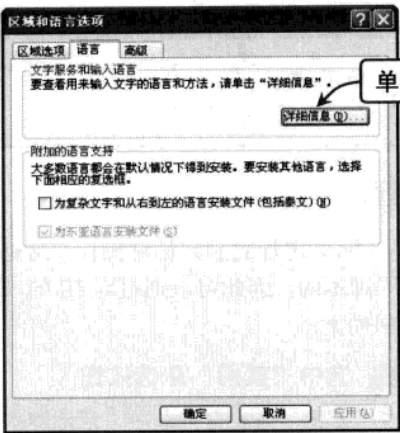 区域和语言选项
区域选项 语言 高级
文字服务和输入语言
要查看用来输入文字的语言和方法，请单击“详细信息”。
单
详细信息(D)...
附加的语言支持
大多数语言都会在默认情况下得到安装。要安装其他语言，选择
下面相应的复选框。
为复杂文字和从右到左的语言安装文件(包括泰文)(M)
为东亚语言安装文件(S)
确定 取消 应用(A)